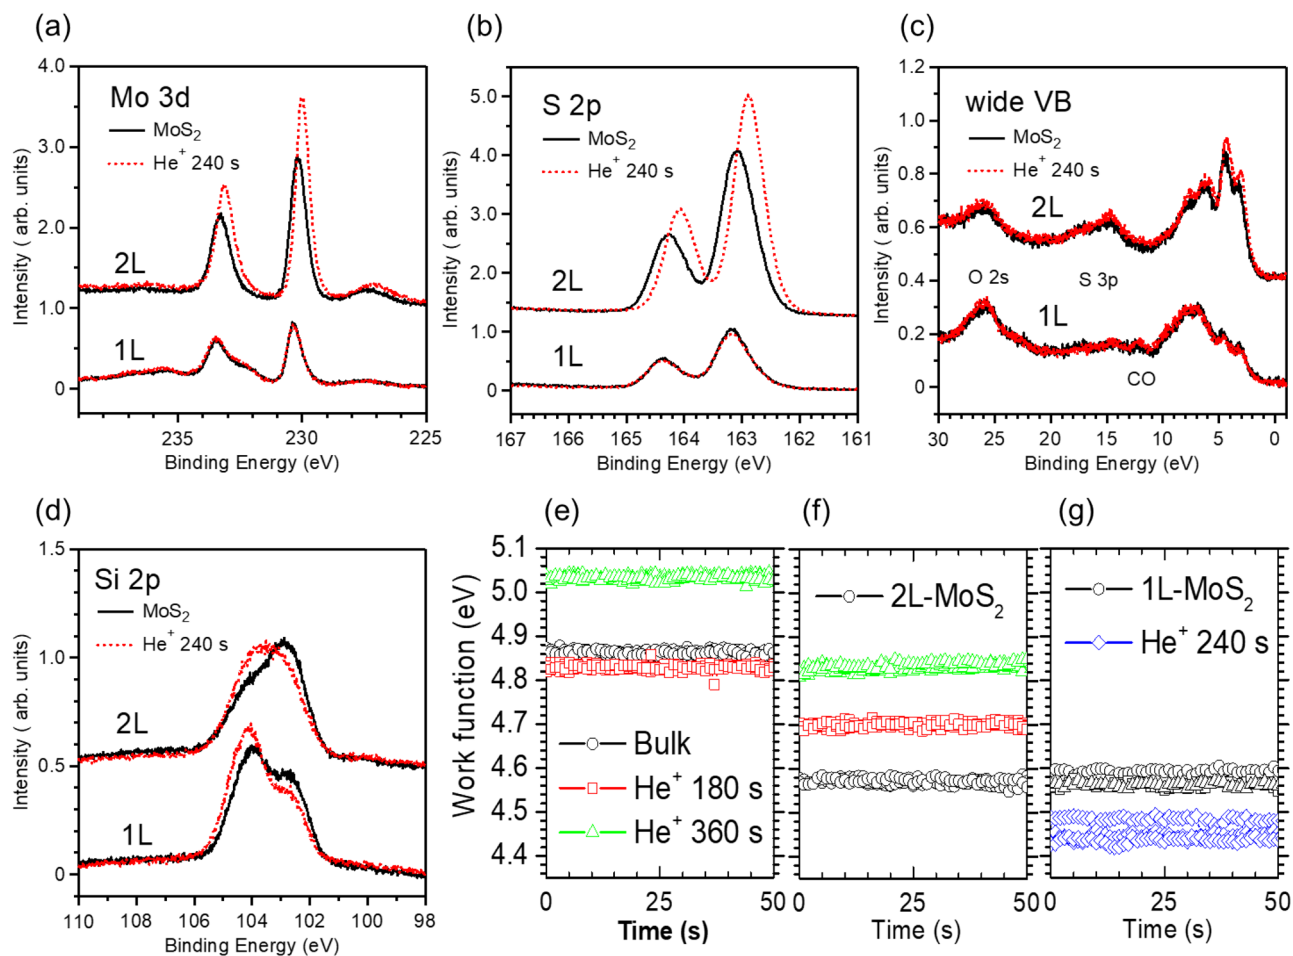 (a)
4.0
3.0
2.0
1.0
0
Intensity ( arb. units)
Mo 3d
MoS2
He+ 240 s
2L
1L
235
230
225
Binding Energy (eV)
(b)
5.0
4.0
3.0
2.0
1.0
0
Intensity ( arb. units)
S 2p
MoS2
He+ 240 s
2L
1L
167
166
165
164
163
162
161
Binding Energy (eV)
(c)
1.2
1.0
0.8
0.6
0.4
0.2
0
Intensity ( arb. units)
wide VB
MoS2
He+ 240 s
2L
O 2s
S 3p
1L
CO
30
25
20
15
10
5
0
Binding Energy (eV)
(d)
1.5
1.0
0.5
0
Intensity ( arb. units)
Si 2p
MoS2
He+ 240 s
2L
1L
110
108
106
104
102
100
98
Binding Energy (eV)
(e)
5.1
5.0
4.9
4.8
4.7
4.6
4.5
4.4
Work function (eV)
Bulk
He+ 180 s
He+ 360 s
0
25
50
Time (s)
(f)
2L-MoS2
0
25
50
Time (s)
(g)
1L-MoS2
He+ 240 s
0
25
50
Time (s)